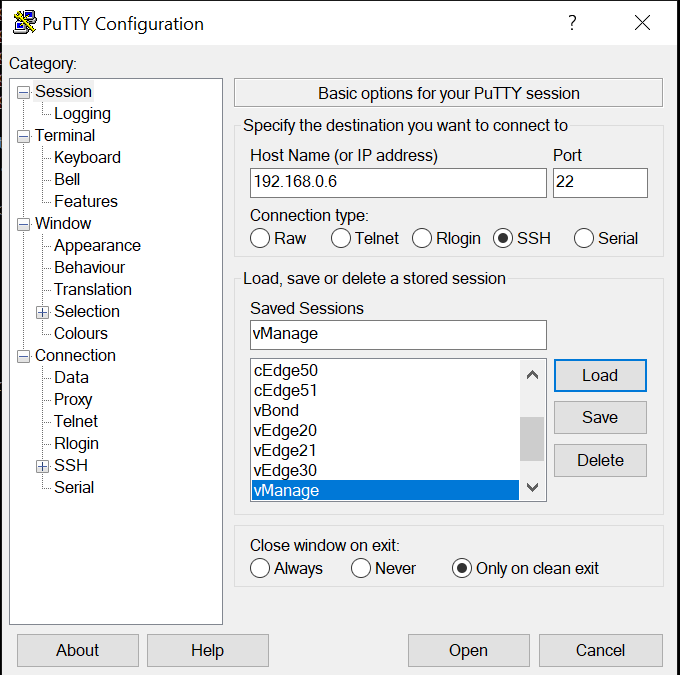 PuTTY Configuration
?
Category:
Session
Logging
Terminal
Keyboard
Bell
Features
Window
Appearance
Behaviour
Translation
Selection
Colours
Connection
Data
Proxy
Telnet
Rlogin
SSH
Serial
Basic options for your PuTTY session
Specify the destination you want to connect to
Host Name (or IP address) Port
192.168.0.6 22
Connection type:
Raw Telnet Rlogin SSH Serial
Load, save or delete a stored session
Saved Sessions
vManage
cEdge50
cEdge51
vBond
vEdge20
vEdge21
vEdge30
vManage
Load
Save
Delete
Close window on exit:
Always Never Only on clean exit
About Help Open Cancel